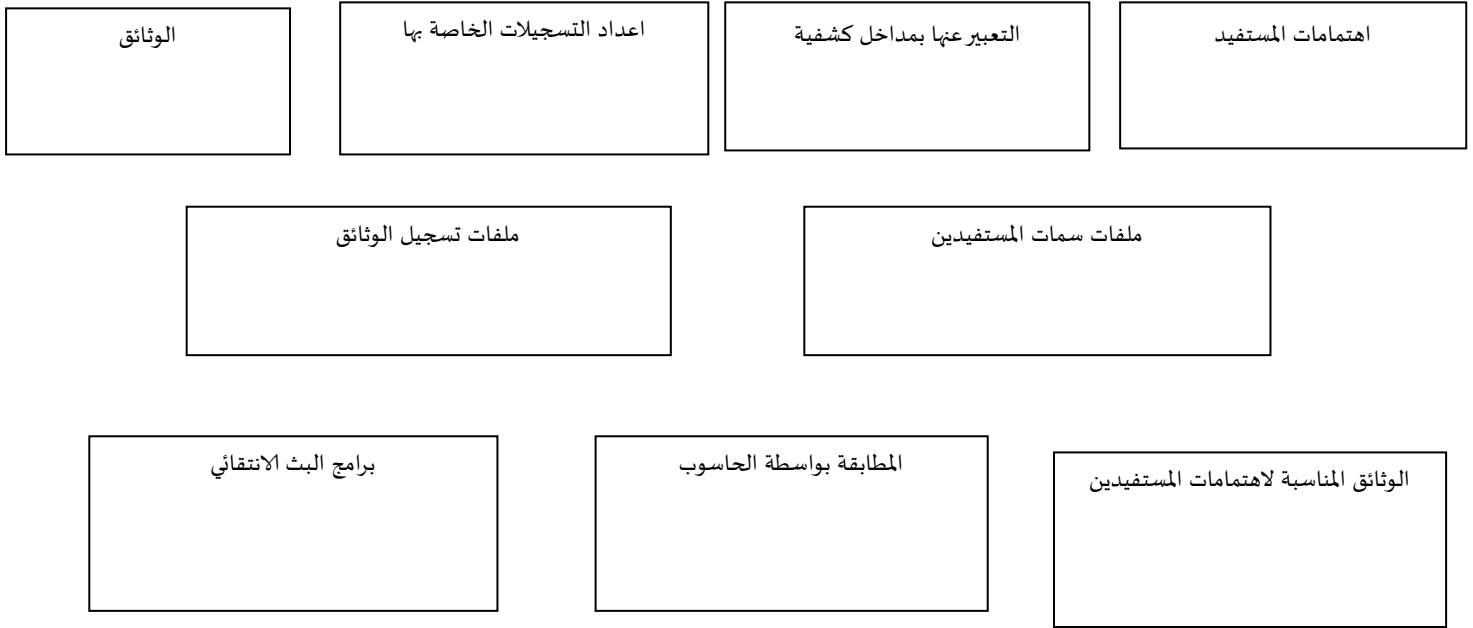 اهتمامات المستفيد
التعبير عنها بمداخل كشفية
اعداد التسجيلات الخاصة بها
الوثائق
ملفات سمات المستفيدين
ملفات تسجيل الوثائق
الوثائق المناسبة لاهتمامات المستفيدين
المطابقة بواسطة الحاسوب
برامج البث الانتقائي